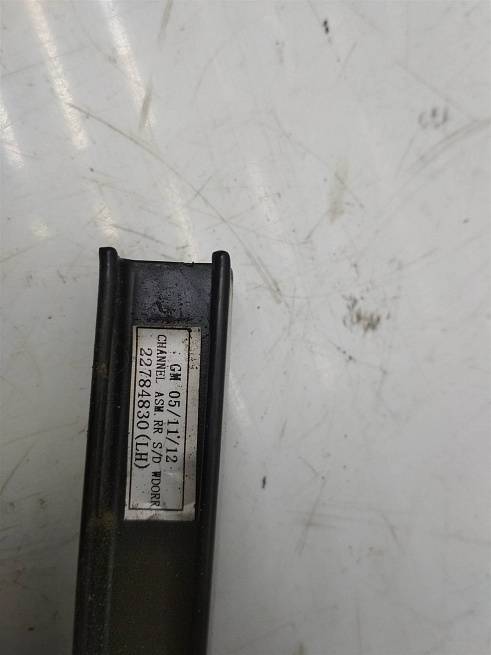 GM 05/11/12
CHANNEL ASM.RR S/D WDORR
22784830(LH)